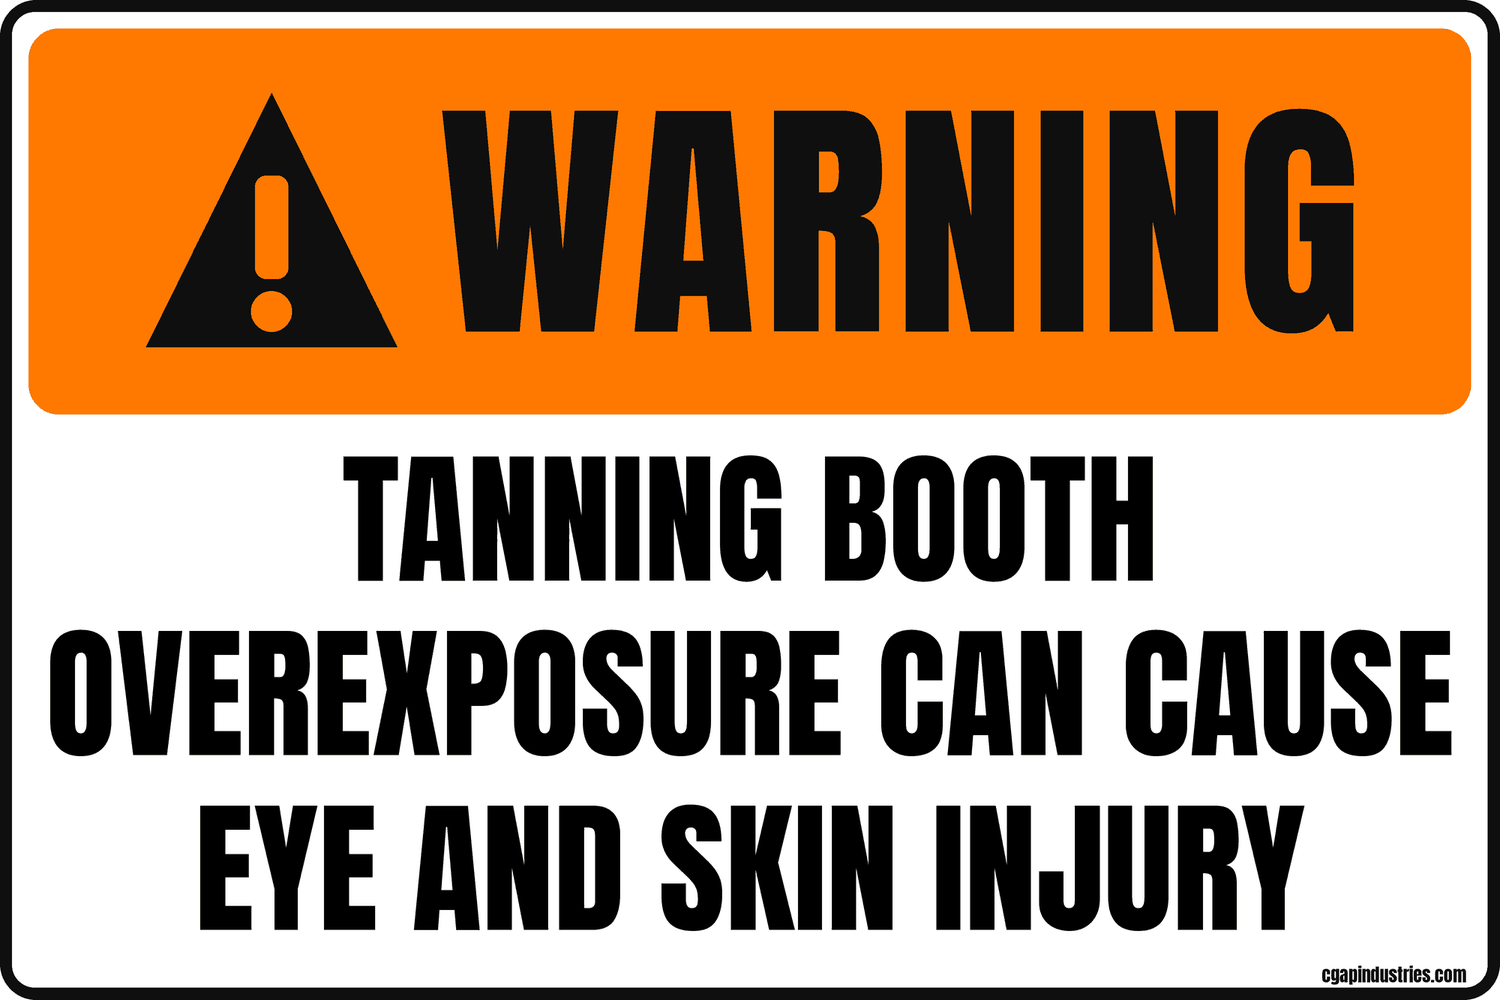 WARNING
TANNING BOOTH
OVEREXPOSURE CAN CAUSE
EYE AND SKIN INJURY
cgapindustries.com